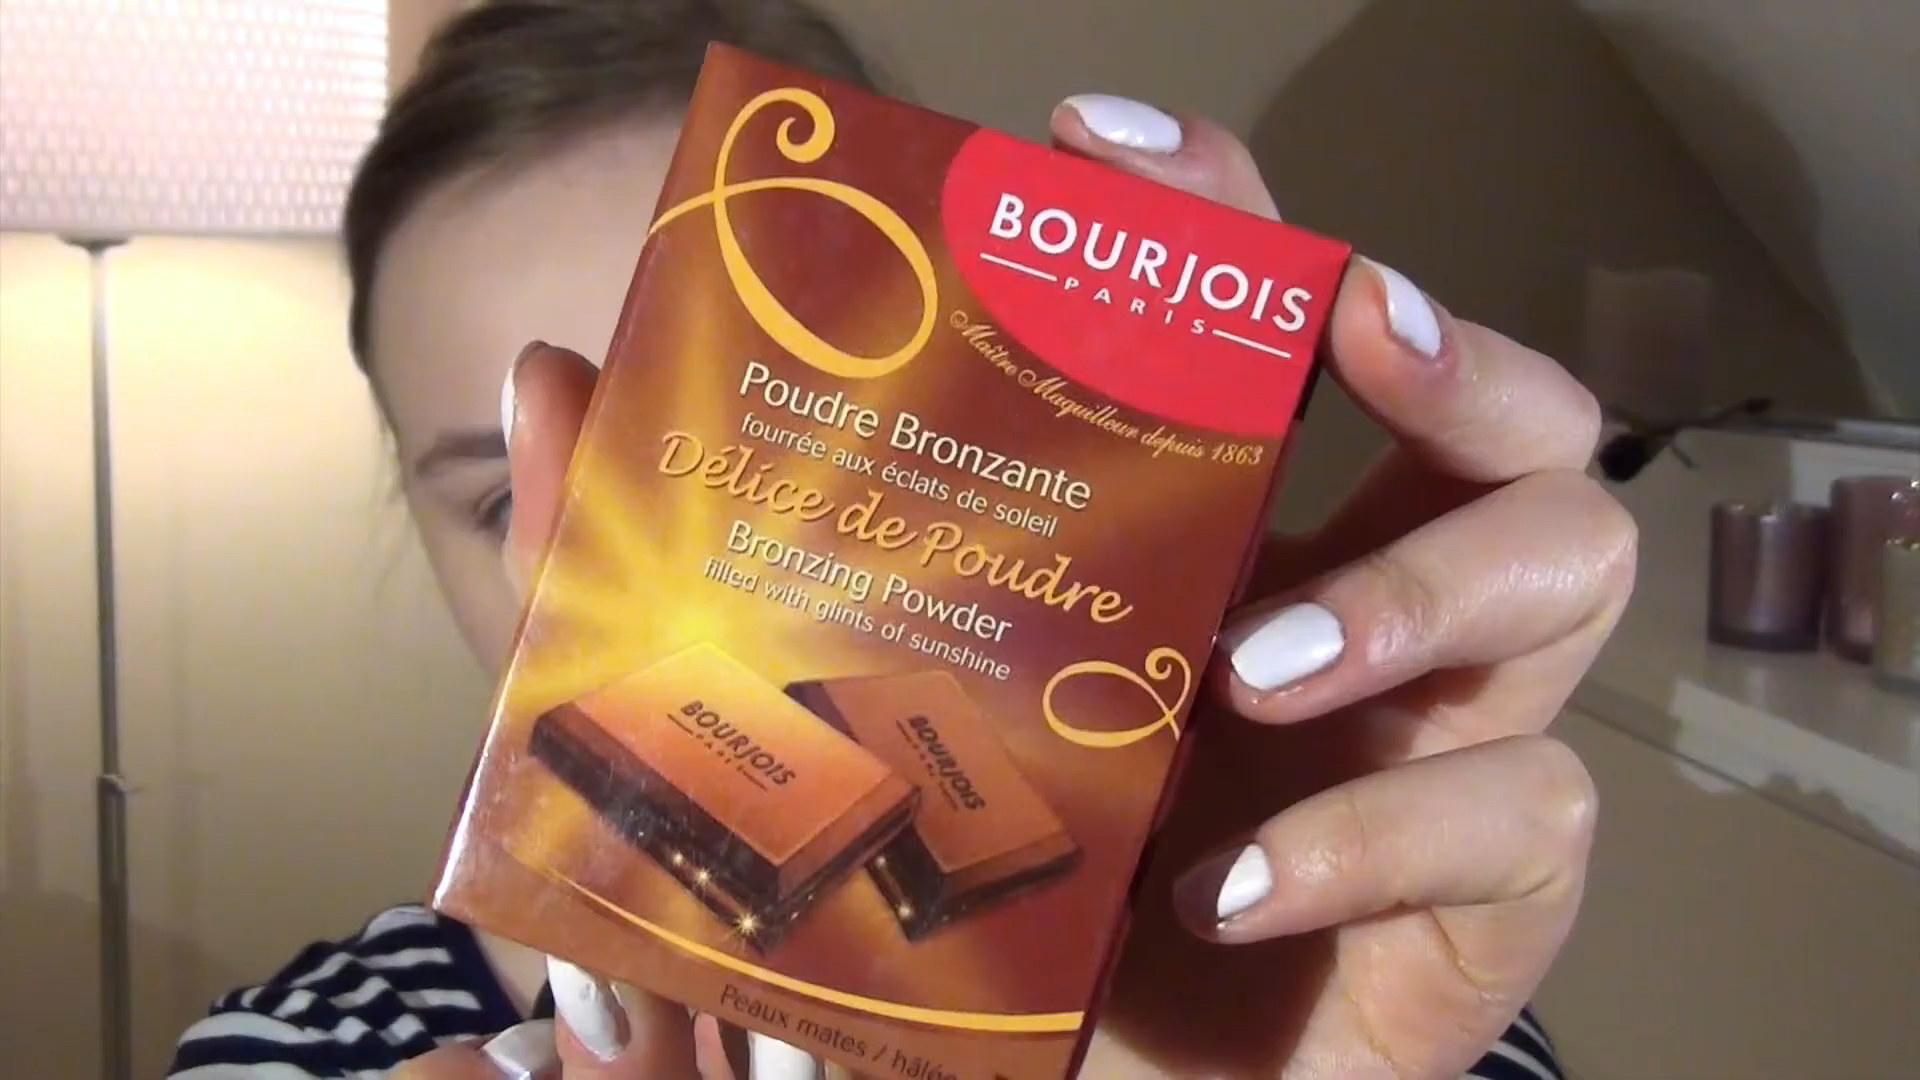 BOURJOIS
PARIS
Maître Maquilleur depuis 1863
Poudre Bronzante
fourrée aux éclats de soleil
Délice de Poudre
Bronzing Powder
filled with glints of sunshine
BOURJOIS
PARIS
BOURJOIS
PARIS
Peaux mates /